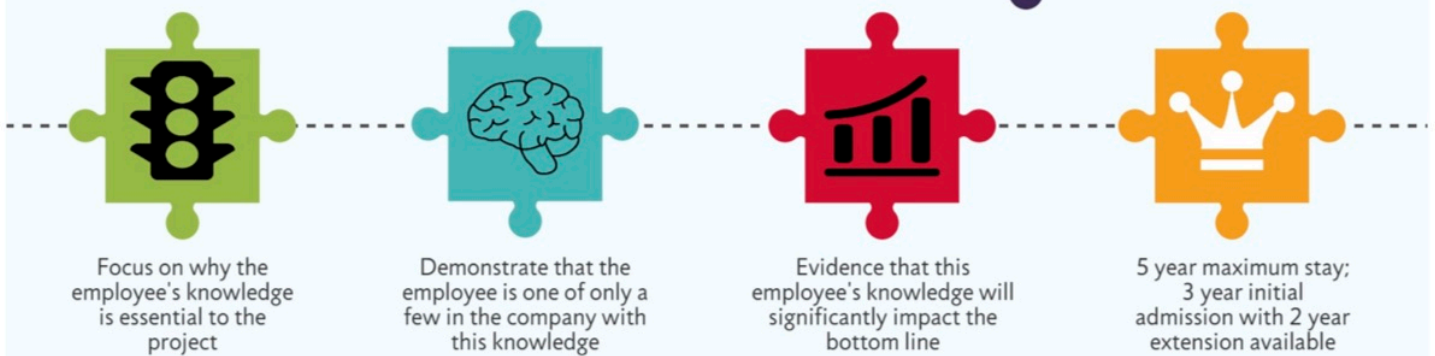 Focus on why the
employee's knowledge
is essential to the
project
Demonstrate that the
employee is one of only a
few in the company with
this knowledge
Evidence that this
employee's knowledge will
significantly impact the
bottom line
5 year maximum stay;
3 year initial
admission with 2 year
extension available